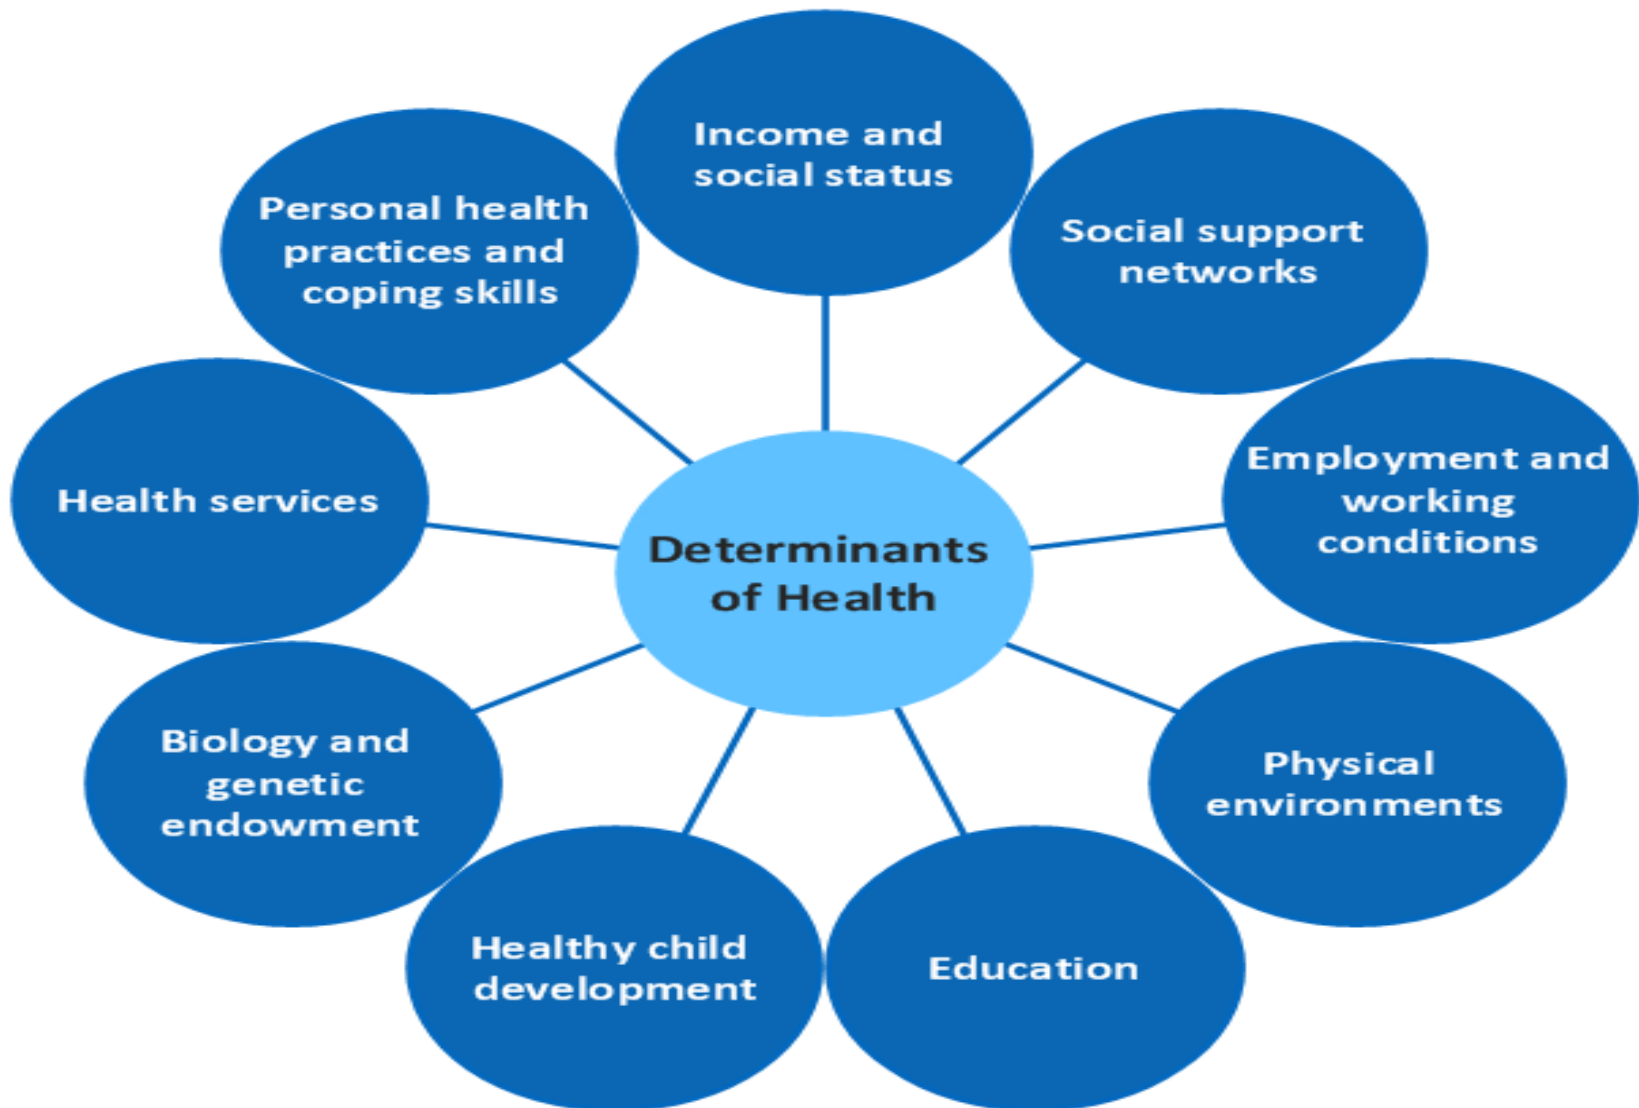 Income and
social status
Social support
networks
Employment and
working
conditions
Physical
environments
Education
Healthy child
development
Biology and
genetic
endowment
Health services
Personal health
practices and
coping skills
Determinants
of Health